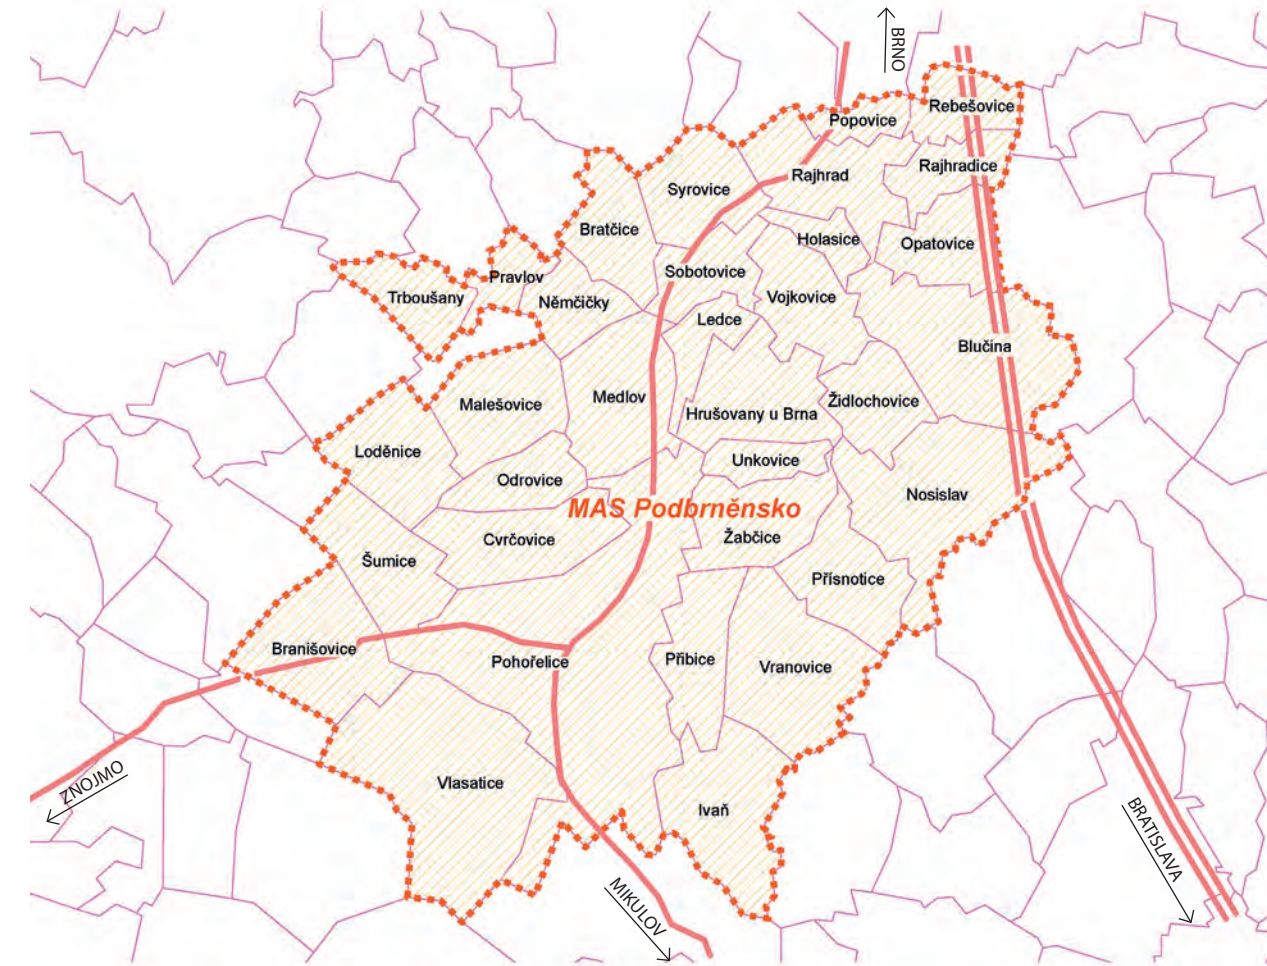 BRNO
Rebešovice
Popovice
Rajhradice
Rajhrad
Syrovice
Bratčice
Holasice
Opatovice
Sobotovice
Pravlov
Trboušany
Němčičky
Vojkovice
Ledce
Blučina
Medlov
Malešovice
Židlochovice
Hrušovany u Brna
Loděnice
Unkovice
Odrovice
Nosislav
MAS Podbrněnsko
Cvrčovice
Žabčice
Šumice
Přísnotice
Branišovice
Pohořelice
Přibice
Vranovice
Vlasatice
ZNOJMO
Ivaň
BRATISLAVA
MIKULOV